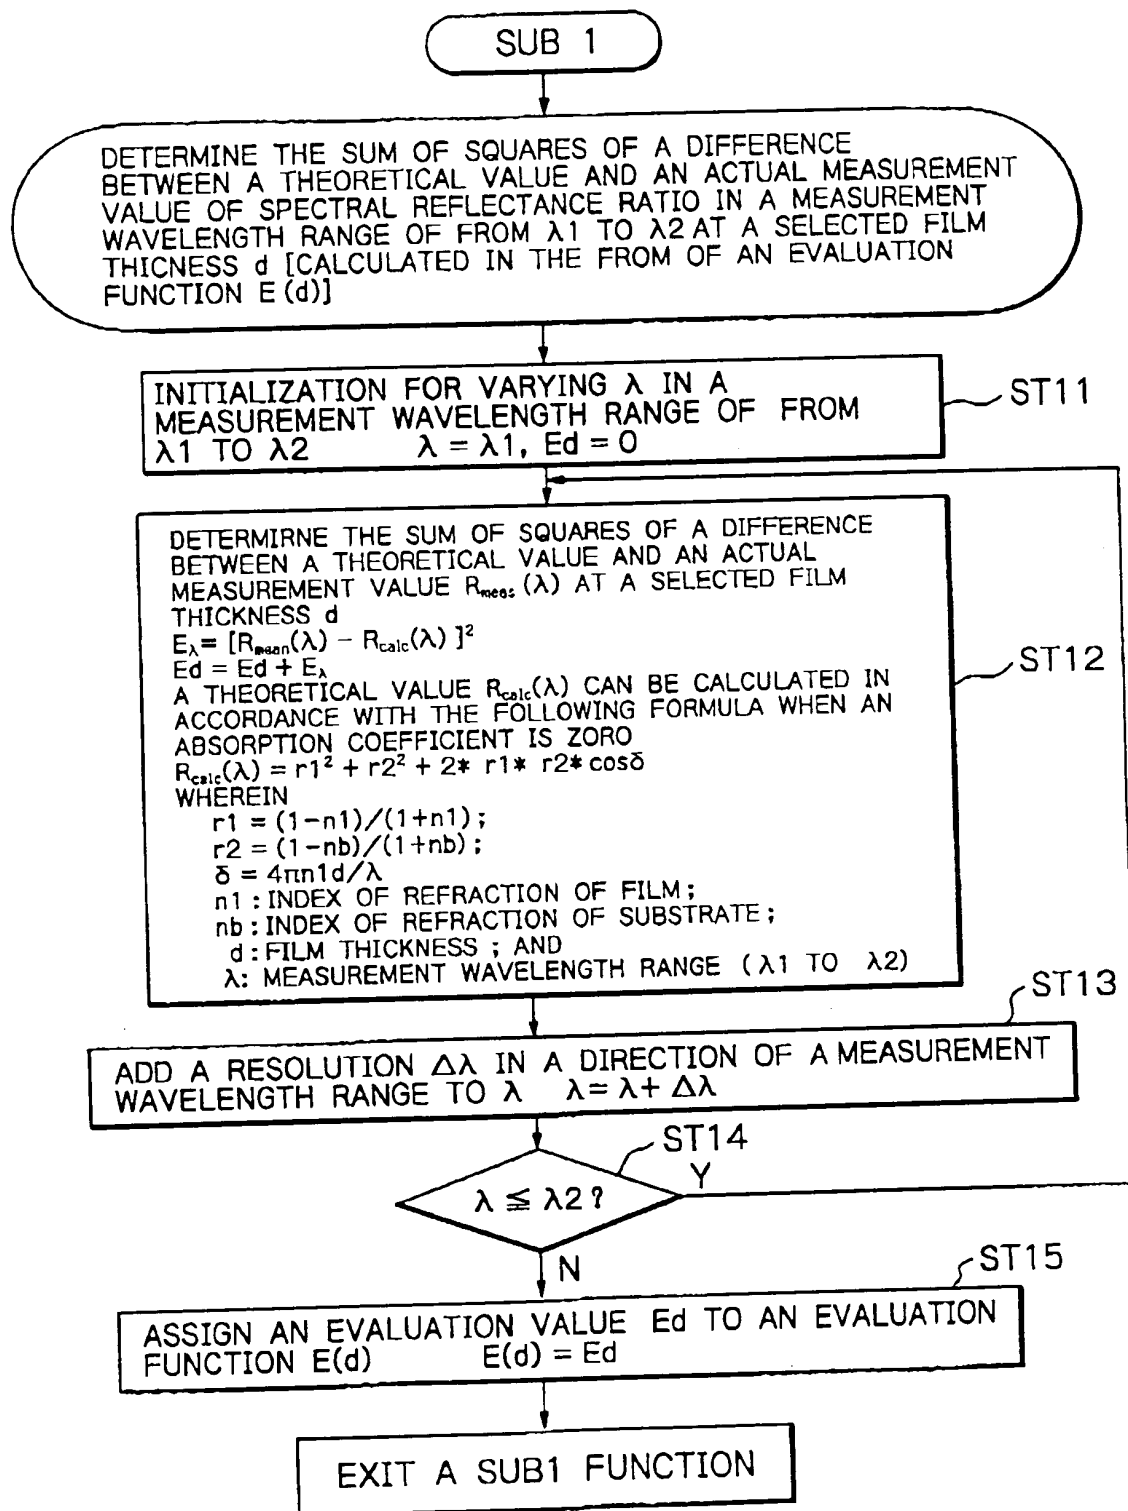 SUB 1
DETERMINE THE SUM OF SQUARES OF A DIFFERENCE
BETWEEN A THEORETICAL VALUE AND AN ACTUAL MEASUREMENT
VALUE OF SPECTRAL REFLECTANCE RATIO IN A MEASUREMENT
WAVELENGTH RANGE OF FROM λ1 TO λ2 AT A SELECTED FILM
THICNESS d [CALCULATED IN THE FROM OF AN EVALUATION
FUNCTION E(d)]
INITIALIZATION FOR VARYING λ IN A
MEASUREMENT WAVELENGTH RANGE OF FROM
λ1 TO λ2 λ = λ1, Ed = 0
ST11
DETERMIRNE THE SUM OF SQUARES OF A DIFFERENCE
BETWEEN A THEORETICAL VALUE AND AN ACTUAL
MEASUREMENT VALUE Rmeas(λ) AT A SELECTED FILM
THICKNESS d
Eλ= [Rmean(λ) − Rcalc(λ) ]²
Ed = Ed + Eλ
A THEORETICAL VALUE Rcalc(λ) CAN BE CALCULATED IN
ACCORDANCE WITH THE FOLLOWING FORMULA WHEN AN
ABSORPTION COEFFICIENT IS ZORO
Rcalc(λ) = r1² + r2² + 2* r1* r2* cosδ
WHEREIN
r1 = (1−n1)/(1+n1);
r2 = (1−nb)/(1+nb);
δ = 4πn1d/λ
n1 : INDEX OF REFRACTION OF FILM;
nb : INDEX OF REFRACTION OF SUBSTRATE;
d : FILM THICKNESS ; AND
λ: MEASUREMENT WAVELENGTH RANGE (λ1 TO λ2)
ST12
ST13
ADD A RESOLUTION Δλ IN A DIRECTION OF A MEASUREMENT
WAVELENGTH RANGE TO λ λ= λ+ Δλ
ST14
λ ≦ λ2 ?
Y
N
ST15
ASSIGN AN EVALUATION VALUE Ed TO AN EVALUATION
FUNCTION E(d) E(d) = Ed
EXIT A SUB1 FUNCTION